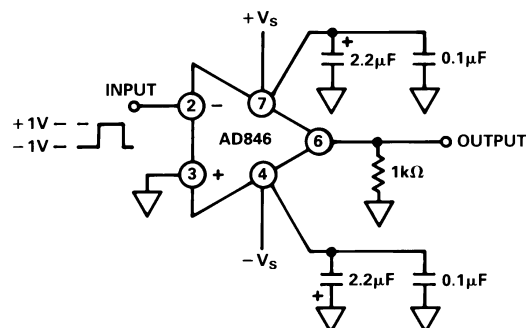 +VS
+
2.2μF
0.1μF
INPUT
2
−
7
+1V
−1V
AD846
6
OUTPUT
3
+
4
1kΩ
−VS
2.2μF
+
0.1μF